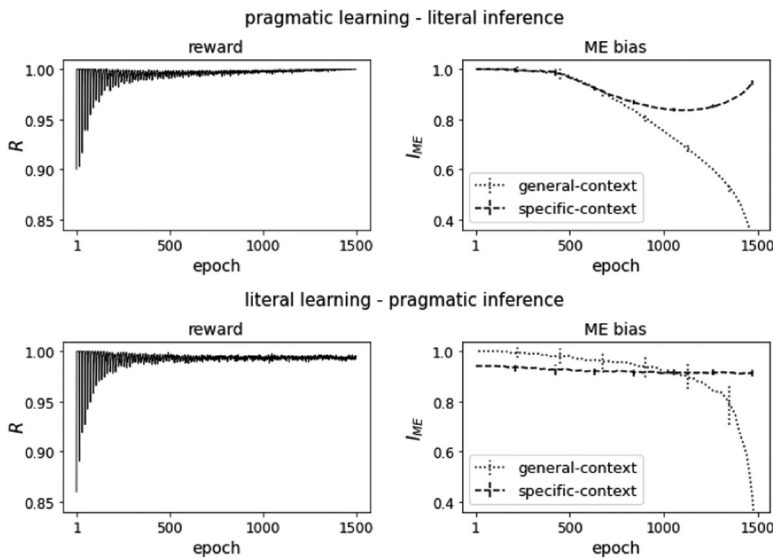 pragmatic learning - literal inference
reward
ME bias
1.00
0.95
0.90
0.85
R
1
500
1000
1500
epoch
1.0
0.8
0.6
0.4
I_ME
general-context
specific-context
1
500
1000
1500
epoch
literal learning - pragmatic inference
reward
ME bias
1.00
0.95
0.90
0.85
R
1
500
1000
1500
epoch
1.0
0.8
0.6
0.4
I_ME
general-context
specific-context
1
500
1000
1500
epoch